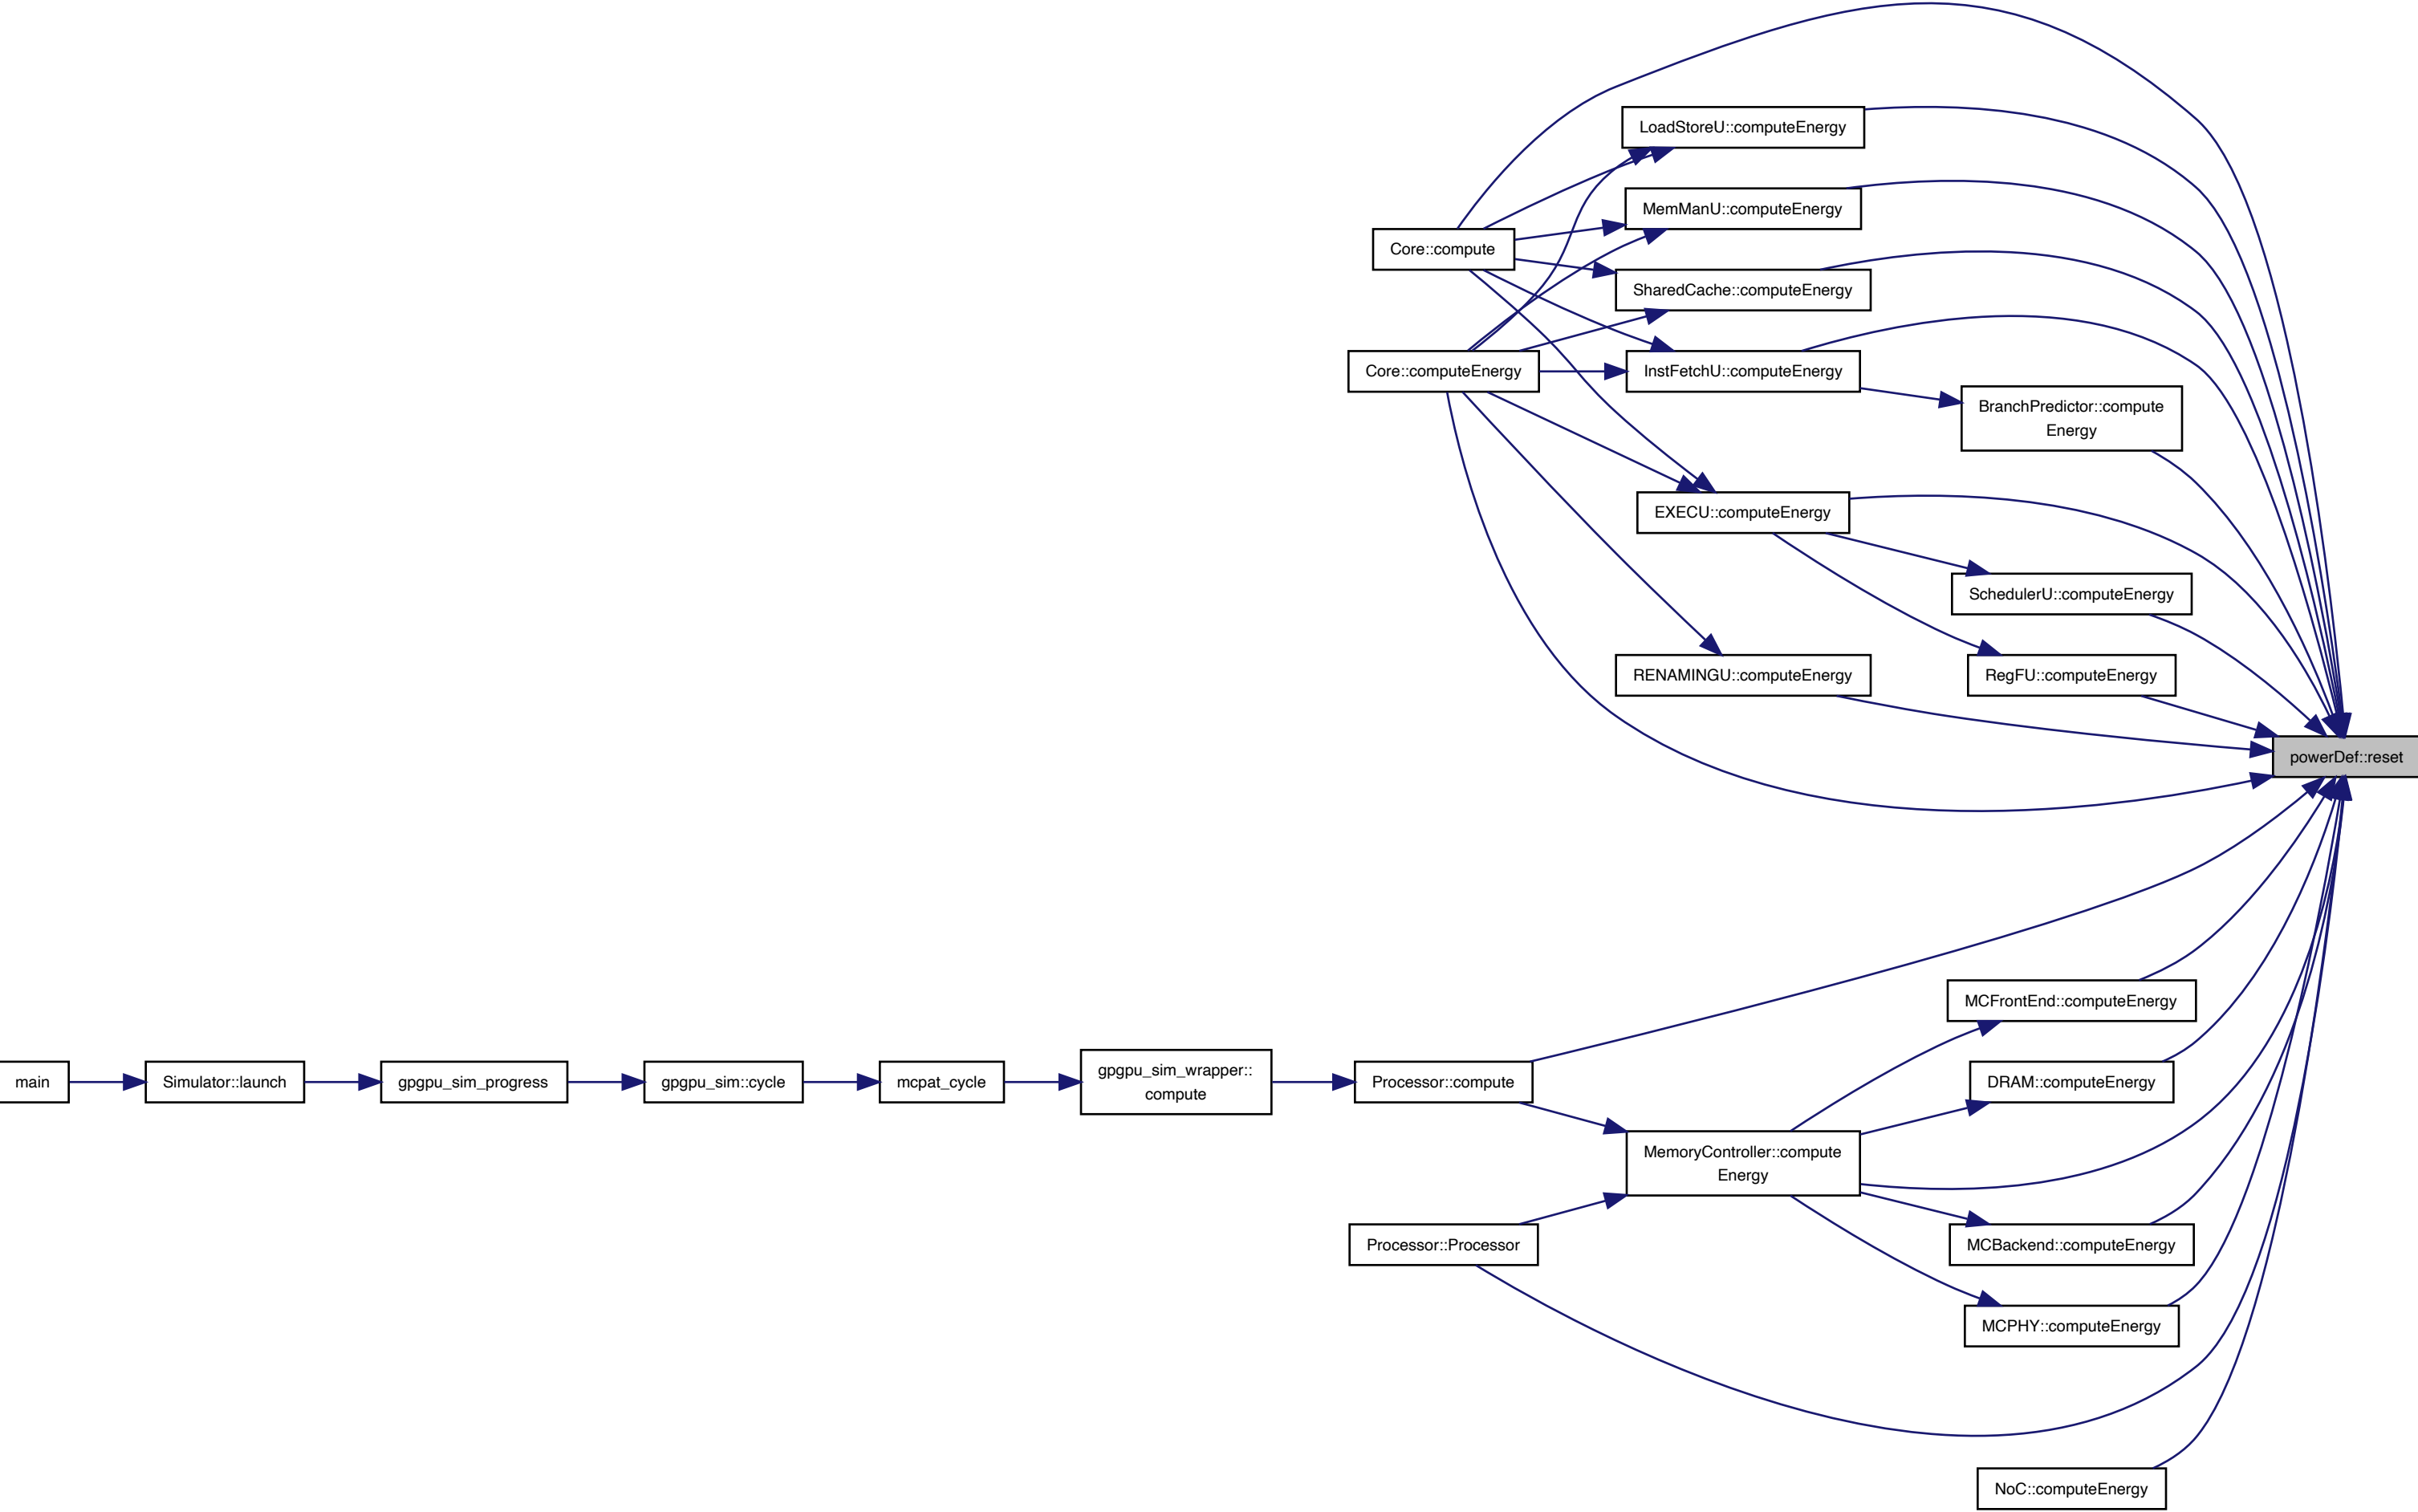 LoadStoreU::computeEnergy
MemManU::computeEnergy
Core::compute
SharedCache::computeEnergy
Core::computeEnergy
InstFetchU::computeEnergy
BranchPredictor::compute
Energy
EXECU::computeEnergy
SchedulerU::computeEnergy
RENAMINGU::computeEnergy
RegFU::computeEnergy
powerDef::reset
MCFrontEnd::computeEnergy
main
Simulator::launch
gpgpu_sim_progress
gpgpu_sim::cycle
mcpat_cycle
gpgpu_sim_wrapper::
compute
Processor::compute
DRAM::computeEnergy
MemoryController::compute
Energy
Processor::Processor
MCBackend::computeEnergy
MCPHY::computeEnergy
NoC::computeEnergy